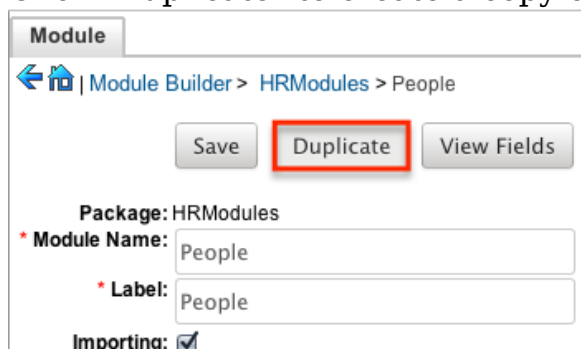 Module
| Module Builder > HRModules > People
Save Duplicate View Fields
Package: HRModules
* Module Name: People
* Label: People
Importing: